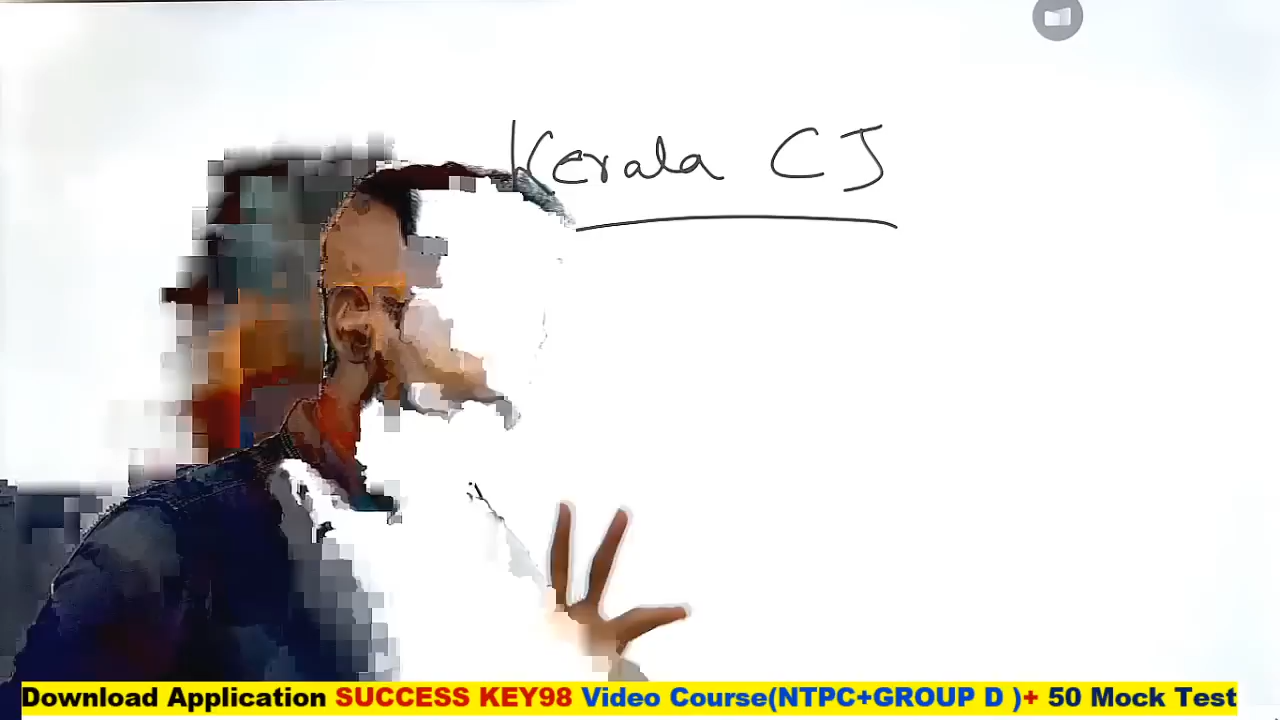 Kerala CJ
Download Application SUCCESS KEY98 Video Course(NTPC+GROUP D )+ 50 Mock Test